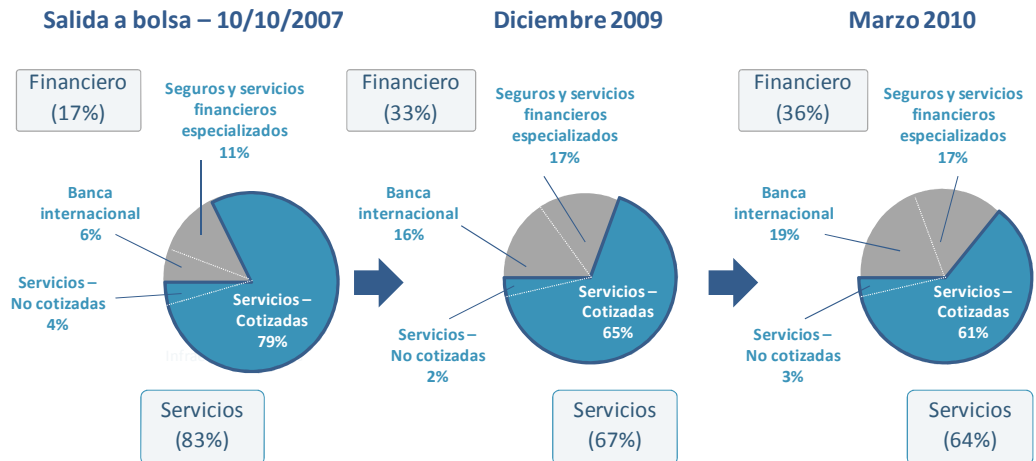 Salida a bolsa – 10/10/2007
Financiero
(17%)
Seguros y servicios
financieros
especializados
11%
Banca
internacional
6%
Servicios –
No cotizadas
4%
Servicios –
Cotizadas
79%
Servicios
(83%)
Diciembre 2009
Financiero
(33%)
Seguros y servicios
financieros
especializados
17%
Banca
internacional
16%
Servicios –
No cotizadas
2%
Servicios –
Cotizadas
65%
Servicios
(67%)
Marzo 2010
Financiero
(36%)
Seguros y servicios
financieros
especializados
17%
Banca
internacional
19%
Servicios –
No cotizadas
3%
Servicios –
Cotizadas
61%
Servicios
(64%)